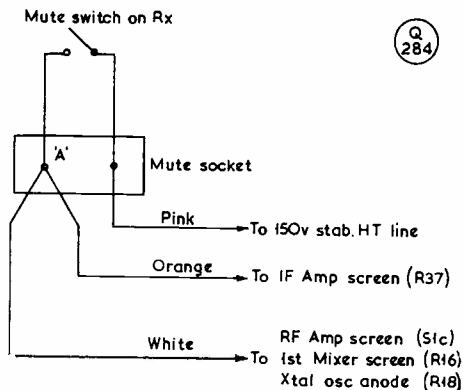 Mute switch on Rx
Q
284
'A'
Mute socket
Pink
To 150v stab. HT line
Orange
To IF Amp screen (R37)
White
RF Amp screen (S1c)
To 1st Mixer screen (R16)
Xtal osc anode (R18)